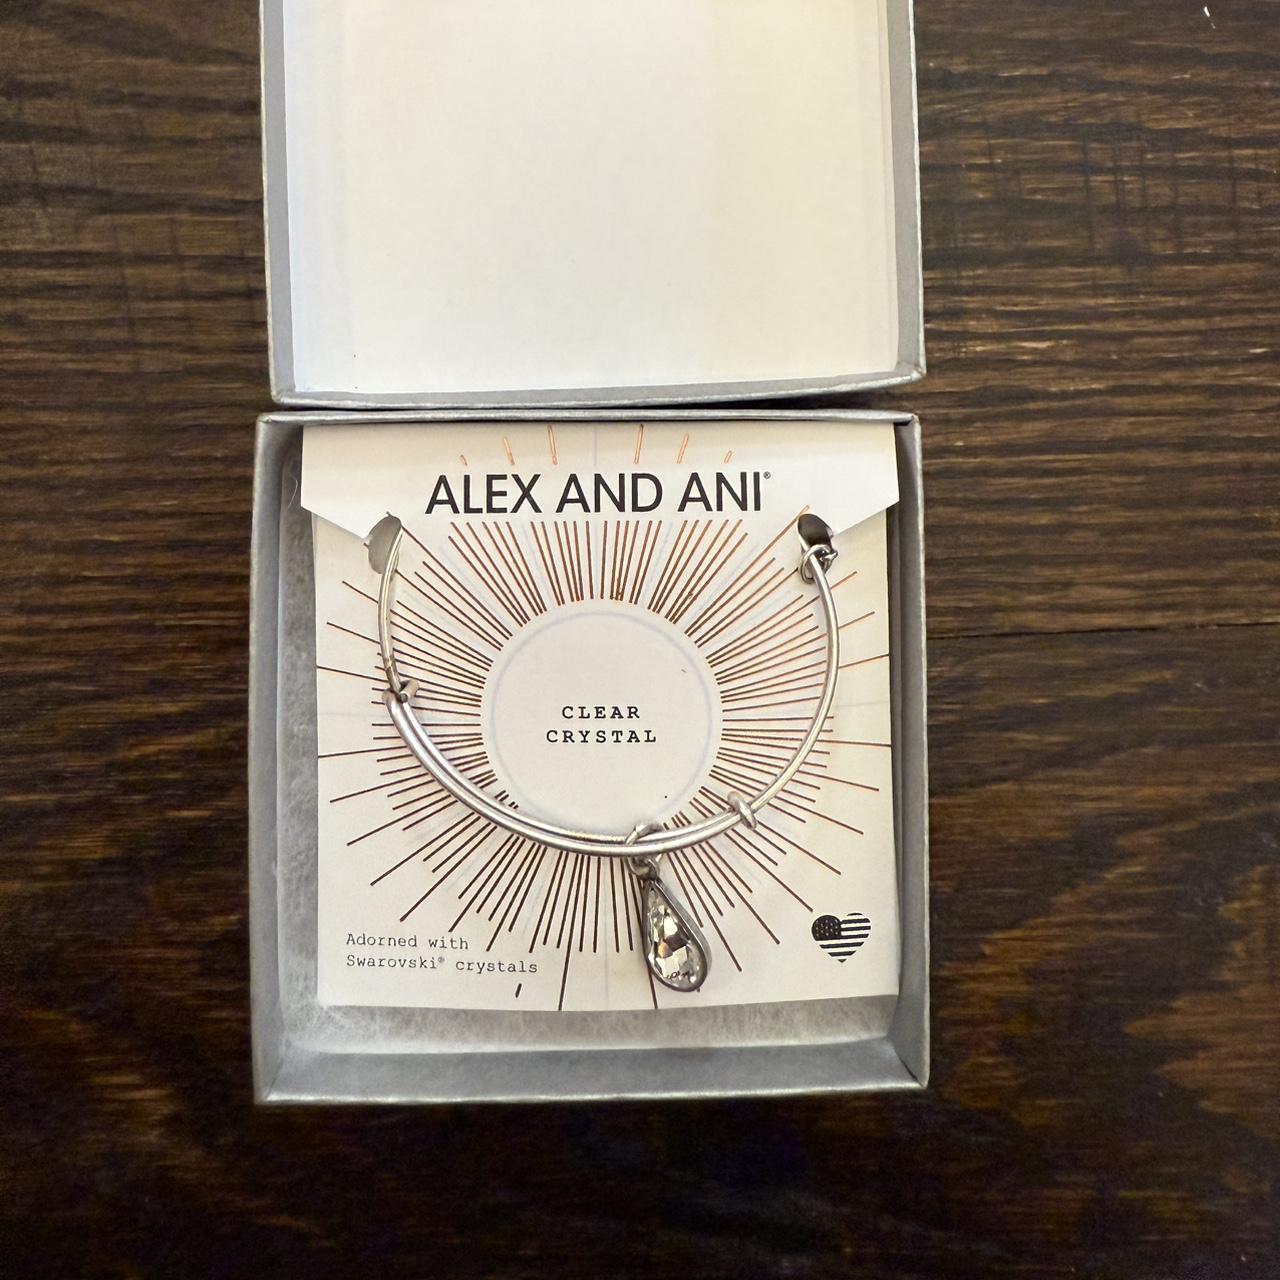 ALEX AND ANI®
CLEAR
CRYSTAL
Adorned with
Swarovski® crystals